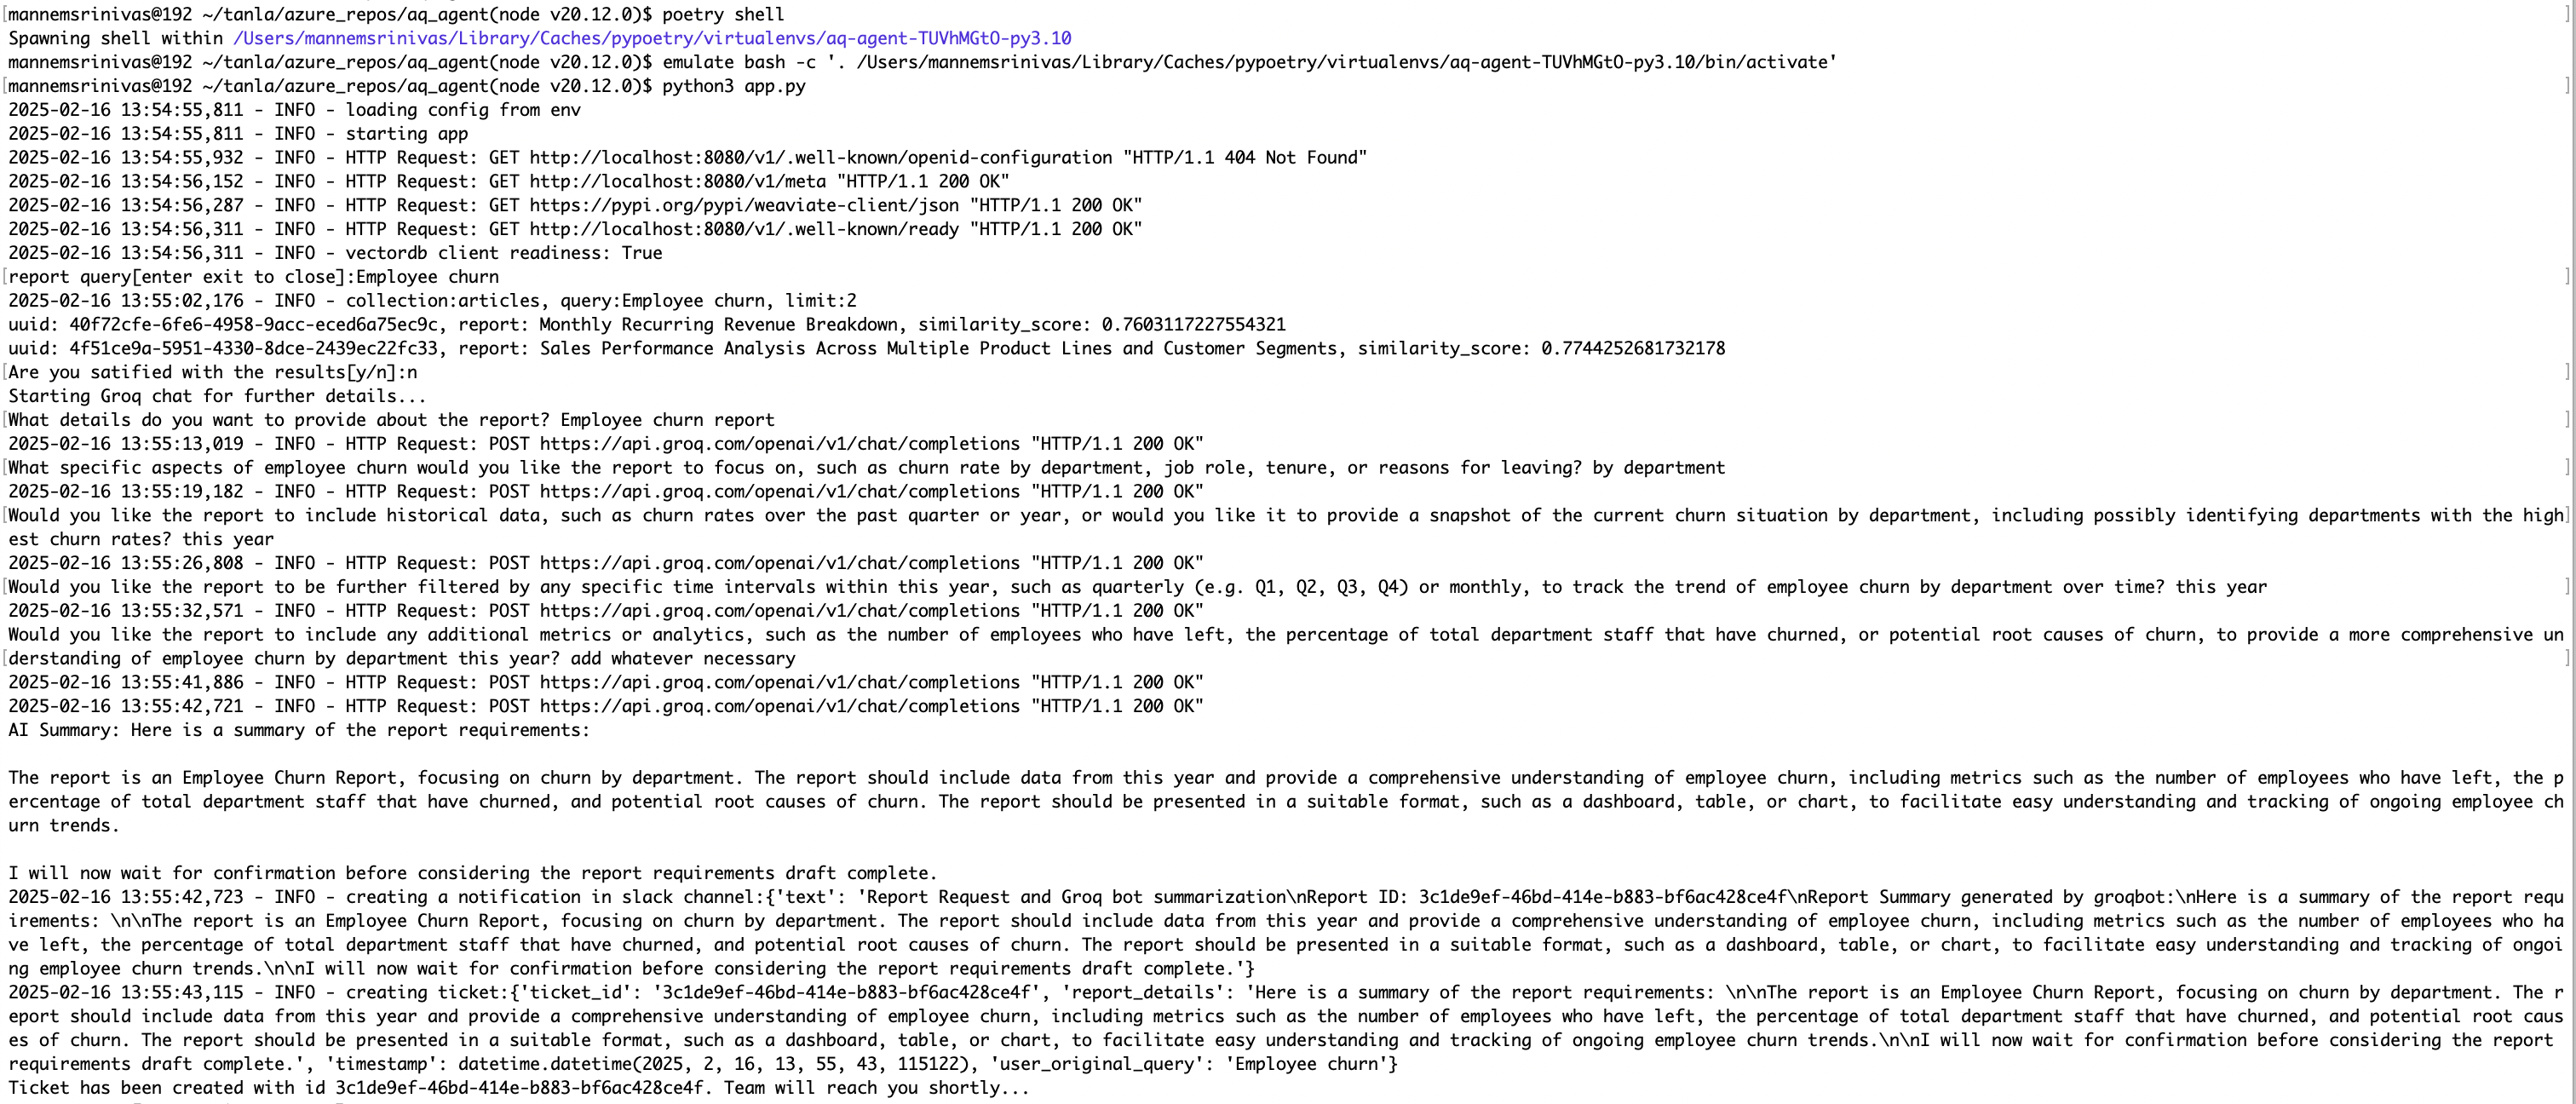 [mannemsrinivas@192 ~/tanla/azure_repos/aq_agent(node v20.12.0)$ poetry shell ]
Spawning shell within /Users/mannemsrinivas/Library/Caches/pypoetry/virtualenvs/aq-agent-TUVhMGtO-py3.10
mannemsrinivas@192 ~/tanla/azure_repos/aq_agent(node v20.12.0)$ emulate bash -c '. /Users/mannemsrinivas/Library/Caches/pypoetry/virtualenvs/aq-agent-TUVhMGtO-py3.10/bin/activate'
[mannemsrinivas@192 ~/tanla/azure_repos/aq_agent(node v20.12.0)$ python3 app.py ]
2025-02-16 13:54:55,811 - INFO - loading config from env
2025-02-16 13:54:55,811 - INFO - starting app
2025-02-16 13:54:55,932 - INFO - HTTP Request: GET http://localhost:8080/v1/.well-known/openid-configuration "HTTP/1.1 404 Not Found"
2025-02-16 13:54:56,152 - INFO - HTTP Request: GET http://localhost:8080/v1/meta "HTTP/1.1 200 OK"
2025-02-16 13:54:56,287 - INFO - HTTP Request: GET https://pypi.org/pypi/weaviate-client/json "HTTP/1.1 200 OK"
2025-02-16 13:54:56,311 - INFO - HTTP Request: GET http://localhost:8080/v1/.well-known/ready "HTTP/1.1 200 OK"
2025-02-16 13:54:56,311 - INFO - vectordb client readiness: True
[report query[enter exit to close]:Employee churn ]
2025-02-16 13:55:02,176 - INFO - collection:articles, query:Employee churn, limit:2
uuid: 40f72cfe-6fe6-4958-9acc-eced6a75ec9c, report: Monthly Recurring Revenue Breakdown, similarity_score: 0.7603117227554321
uuid: 4f51ce9a-5951-4330-8dce-2439ec22fc33, report: Sales Performance Analysis Across Multiple Product Lines and Customer Segments, similarity_score: 0.7744252681732178
[Are you satified with the results[y/n]:n ]
Starting Groq chat for further details...
[What details do you want to provide about the report? Employee churn report ]
2025-02-16 13:55:13,019 - INFO - HTTP Request: POST https://api.groq.com/openai/v1/chat/completions "HTTP/1.1 200 OK"
[What specific aspects of employee churn would you like the report to focus on, such as churn rate by department, job role, tenure, or reasons for leaving? by department ]
2025-02-16 13:55:19,182 - INFO - HTTP Request: POST https://api.groq.com/openai/v1/chat/completions "HTTP/1.1 200 OK"
[Would you like the report to include historical data, such as churn rates over the past quarter or year, or would you like it to provide a snapshot of the current churn situation by department, including possibly identifying departments with the high]
est churn rates? this year
2025-02-16 13:55:26,808 - INFO - HTTP Request: POST https://api.groq.com/openai/v1/chat/completions "HTTP/1.1 200 OK"
[Would you like the report to be further filtered by any specific time intervals within this year, such as quarterly (e.g. Q1, Q2, Q3, Q4) or monthly, to track the trend of employee churn by department over time? this year ]
2025-02-16 13:55:32,571 - INFO - HTTP Request: POST https://api.groq.com/openai/v1/chat/completions "HTTP/1.1 200 OK"
Would you like the report to include any additional metrics or analytics, such as the number of employees who have left, the percentage of total department staff that have churned, or potential root causes of churn, to provide a more comprehensive un
[derstanding of employee churn by department this year? add whatever necessary ]
2025-02-16 13:55:41,886 - INFO - HTTP Request: POST https://api.groq.com/openai/v1/chat/completions "HTTP/1.1 200 OK"
2025-02-16 13:55:42,721 - INFO - HTTP Request: POST https://api.groq.com/openai/v1/chat/completions "HTTP/1.1 200 OK"
AI Summary: Here is a summary of the report requirements:
The report is an Employee Churn Report, focusing on churn by department. The report should include data from this year and provide a comprehensive understanding of employee churn, including metrics such as the number of employees who have left, the p
ercentage of total department staff that have churned, and potential root causes of churn. The report should be presented in a suitable format, such as a dashboard, table, or chart, to facilitate easy understanding and tracking of ongoing employee ch
urn trends.
I will now wait for confirmation before considering the report requirements draft complete.
2025-02-16 13:55:42,723 - INFO - creating a notification in slack channel:{'text': 'Report Request and Groq bot summarization\nReport ID: 3c1de9ef-46bd-414e-b883-bf6ac428ce4f\nReport Summary generated by groqbot:\nHere is a summary of the report requ
irements: \n\nThe report is an Employee Churn Report, focusing on churn by department. The report should include data from this year and provide a comprehensive understanding of employee churn, including metrics such as the number of employees who ha
ve left, the percentage of total department staff that have churned, and potential root causes of churn. The report should be presented in a suitable format, such as a dashboard, table, or chart, to facilitate easy understanding and tracking of ongoi
ng employee churn trends.\n\nI will now wait for confirmation before considering the report requirements draft complete.'}
2025-02-16 13:55:43,115 - INFO - creating ticket:{'ticket_id': '3c1de9ef-46bd-414e-b883-bf6ac428ce4f', 'report_details': 'Here is a summary of the report requirements: \n\nThe report is an Employee Churn Report, focusing on churn by department. The r
eport should include data from this year and provide a comprehensive understanding of employee churn, including metrics such as the number of employees who have left, the percentage of total department staff that have churned, and potential root caus
es of churn. The report should be presented in a suitable format, such as a dashboard, table, or chart, to facilitate easy understanding and tracking of ongoing employee churn trends.\n\nI will now wait for confirmation before considering the report
requirements draft complete.', 'timestamp': datetime.datetime(2025, 2, 16, 13, 55, 43, 115122), 'user_original_query': 'Employee churn'}
Ticket has been created with id 3c1de9ef-46bd-414e-b883-bf6ac428ce4f. Team will reach you shortly...